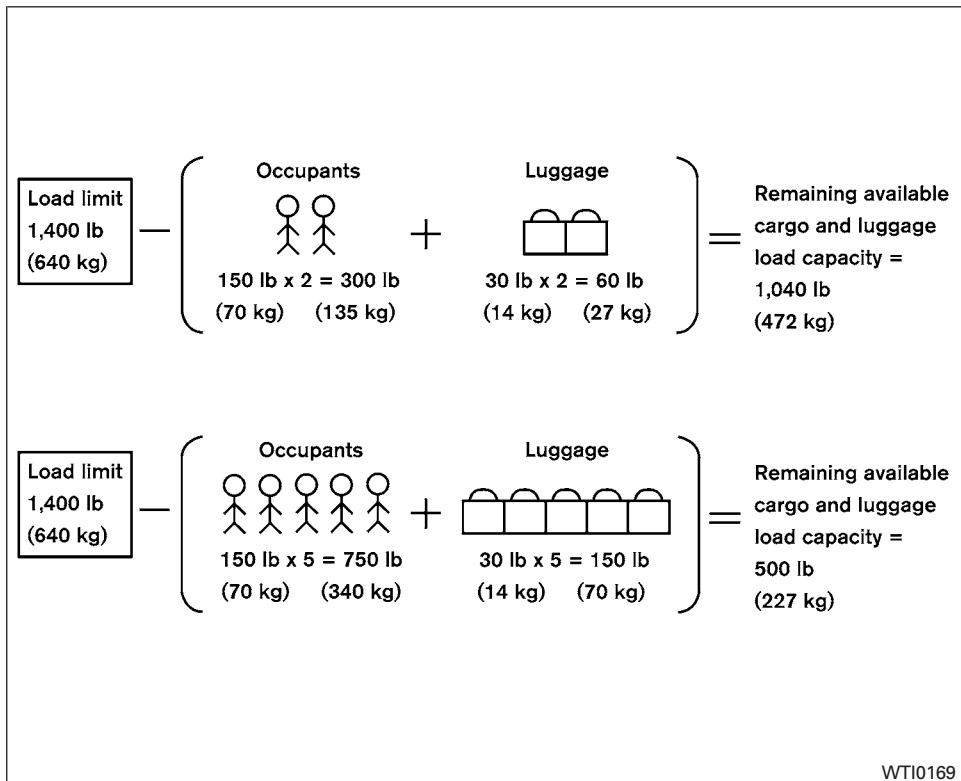 Load limit
1,400 lb
(640 kg)
Occupants
150 lb x 2 = 300 lb
(70 kg) (135 kg)
Luggage
30 lb x 2 = 60 lb
(14 kg) (27 kg)
Remaining available
cargo and luggage
load capacity =
1,040 lb
(472 kg)
Load limit
1,400 lb
(640 kg)
Occupants
150 lb x 5 = 750 lb
(70 kg) (340 kg)
Luggage
30 lb x 5 = 150 lb
(14 kg) (70 kg)
Remaining available
cargo and luggage
load capacity =
500 lb
(227 kg)
WTI0169